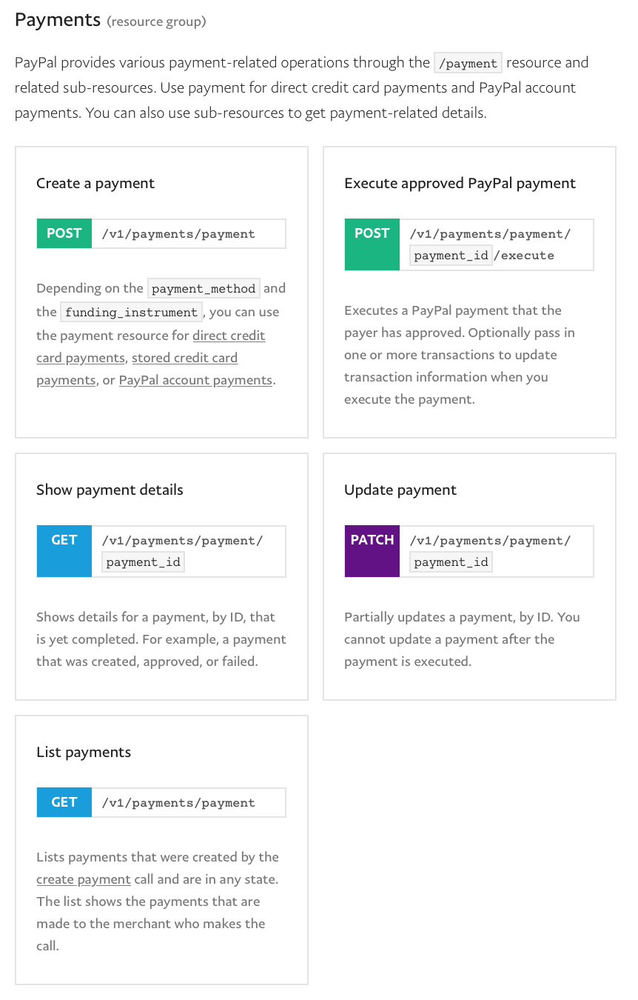 Payments (resource group)
PayPal provides various payment-related operations through the /payment resource and
related sub-resources. Use payment for direct credit card payments and PayPal account
payments. You can also use sub-resources to get payment-related details.
Create a payment
POST /v1/payments/payment
Depending on the payment_method and
the funding_instrument, you can use
the payment resource for direct credit
card payments, stored credit card
payments, or PayPal account payments.
Execute approved PayPal payment
POST /v1/payments/payment/
payment_id/execute
Executes a PayPal payment that the
payer has approved. Optionally pass in
one or more transactions to update
transaction information when you
execute the payment.
Show payment details
GET /v1/payments/payment/
payment_id
Shows details for a payment, by ID, that
is yet completed. For example, a payment
that was created, approved, or failed.
Update payment
PATCH /v1/payments/payment/
payment_id
Partially updates a payment, by ID. You
cannot update a payment after the
payment is executed.
List payments
GET /v1/payments/payment
Lists payments that were created by the
create payment call and are in any state.
The list shows the payments that are
made to the merchant who makes the
call.